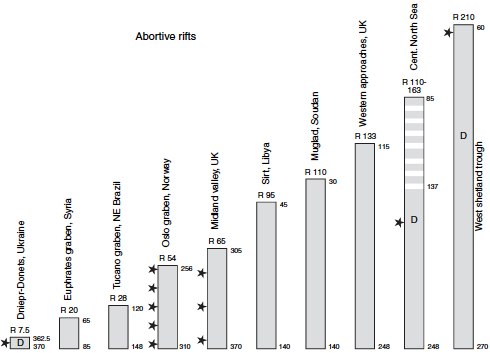 Abortive rifts
Dniepr-Donets, Ukraine
R 7.5
D
362.5
370
Euphrates graben, Syria
R 20
65
85
Tucano graben, NE Brazil
R 28
120
148
Oslo graben, Norway
R 54
256
310
Midland valley, UK
R 65
305
370
Sirt, Libya
R 95
45
140
Muglad, Soudan
R 110
30
140
Western approaches, UK
R 133
115
248
Cent. North Sea
R 110-
163
85
137
D
248
R 210
60
D
West shetland trough
270